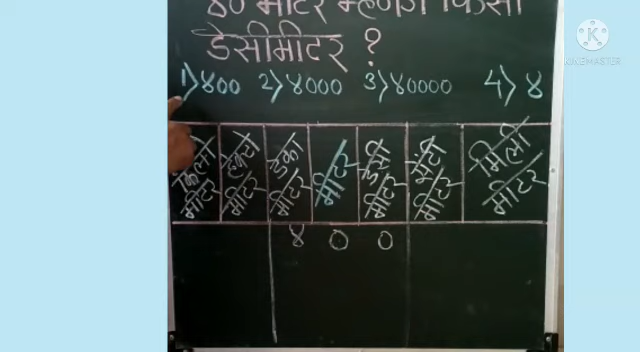 ४० मीटर म्हणजे किती
डेसीमीटर ?
1) ४०० 2) ४००० 3) ४०००० 4) ४
किलो मीटर हेक्टो मीटर डेका मीटर मीटर डेसी मीटर सेंटी मीटर मिली मीटर
४ ० ०
K
KINEMASTER